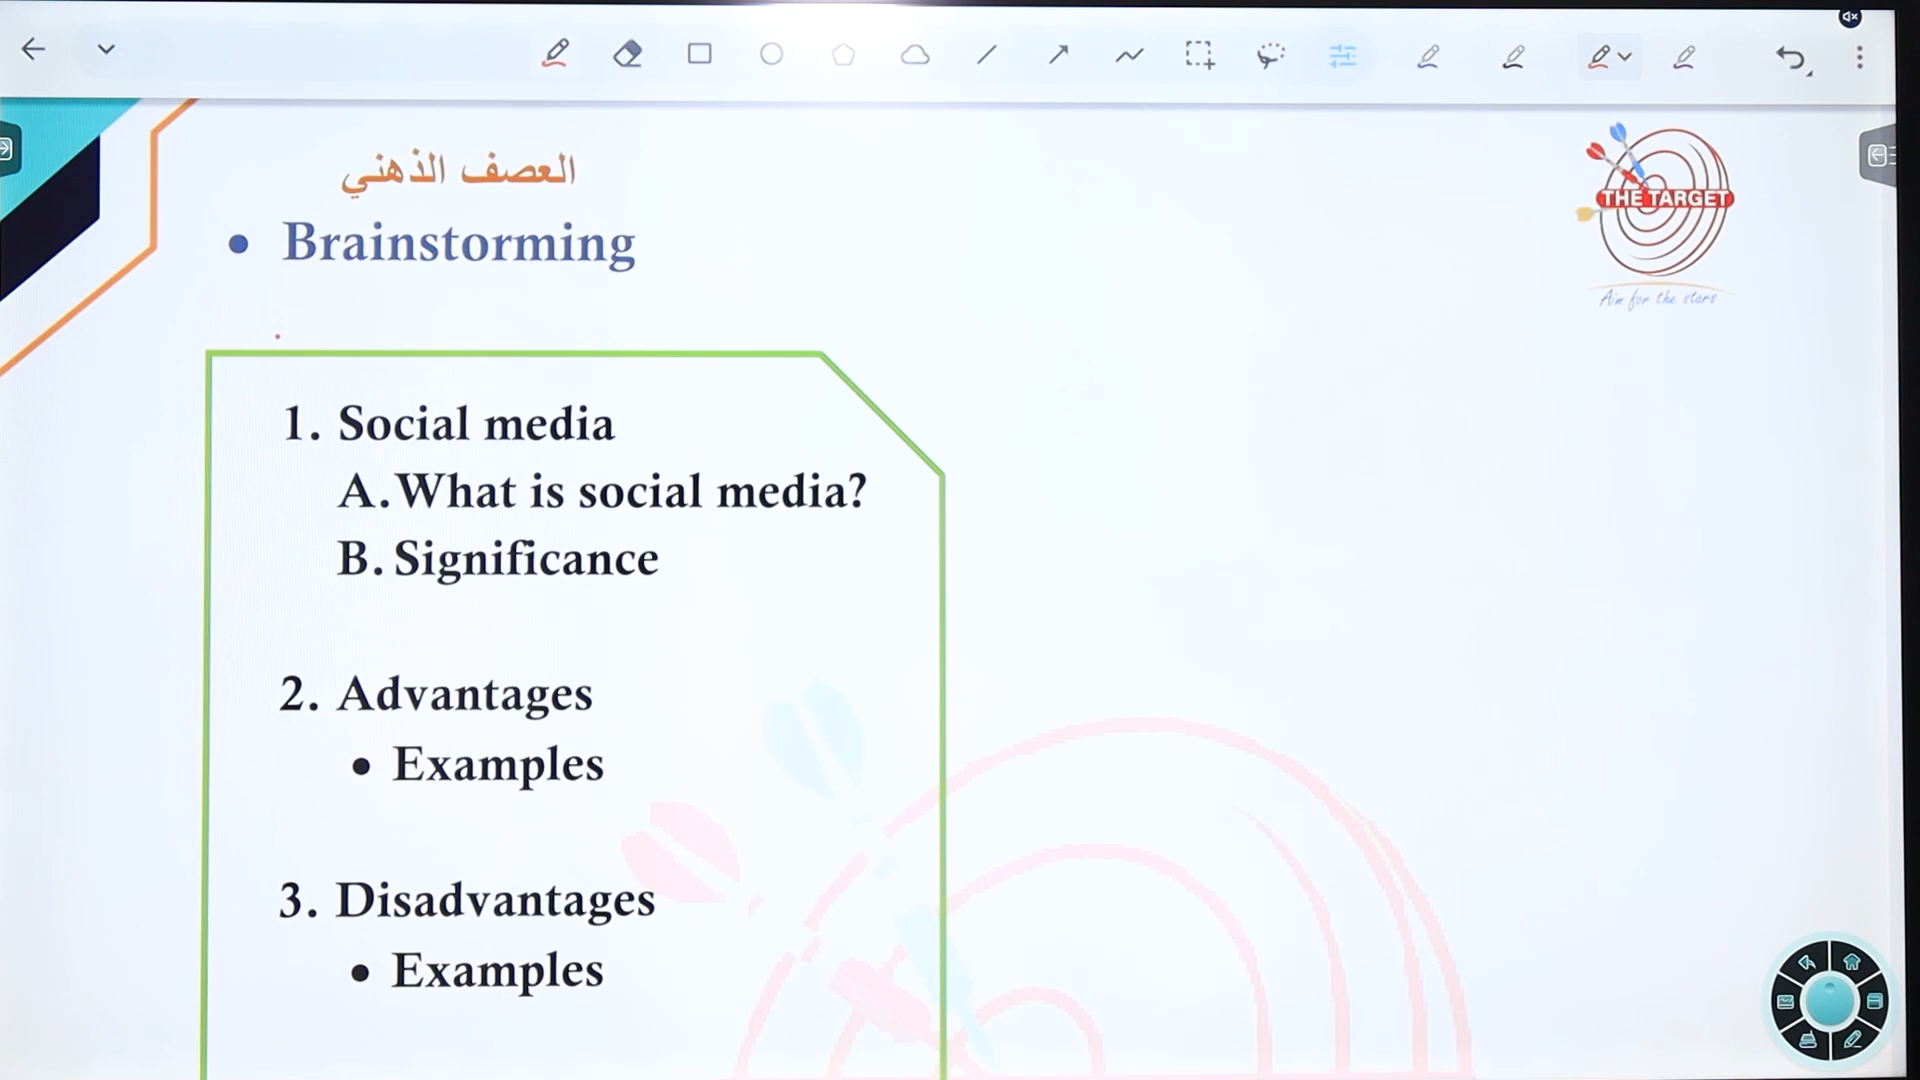 العصف الذهني
• Brainstorming
THE TARGET
Aim for the stars
1. Social media
A. What is social media?
B. Significance
2. Advantages
• Examples
3. Disadvantages
• Examples